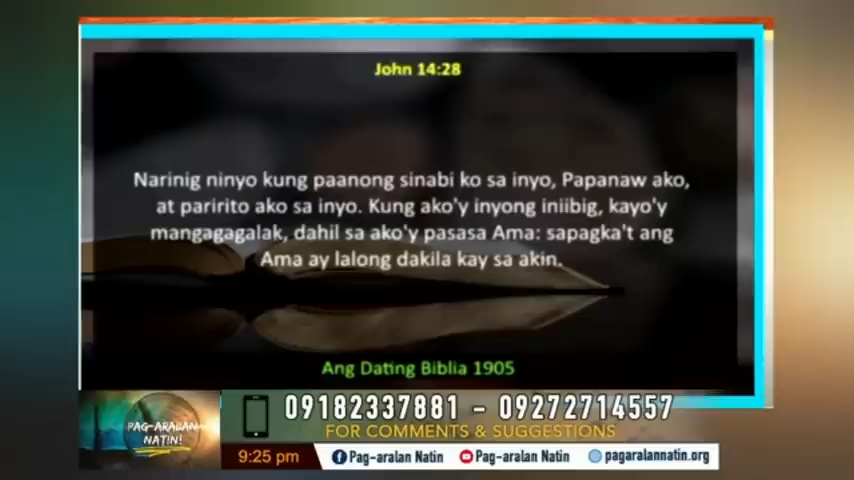 John 14:28
Narinig ninyo kung paanong sinabi ko sa inyo, Papanaw ako,
at paririto ako sa inyo. Kung ako'y inyong iniibig, kayo'y
mangagagalak, dahil sa ako'y pasasa Ama: sapagka't ang
Ama ay lalong dakila kay sa akin.
Ang Dating Biblia 1905
PAG-ARALAN
NATIN!
09182337881 - 09272714557
FOR COMMENTS & SUGGESTIONS
9:25 pm
Pag-aralan Natin
Pag-aralan Natin
pagaralannatin.org